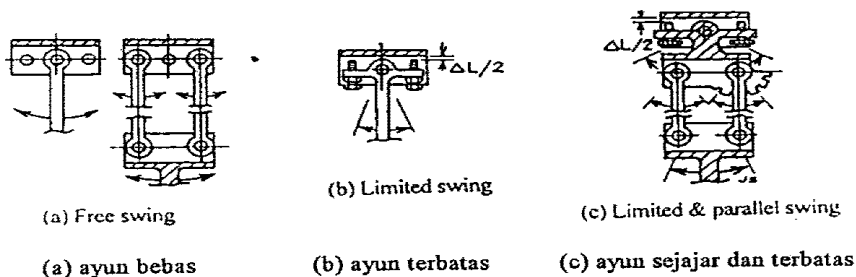 ΔL/2
ΔL/2
(a) Free swing
(b) Limited swing
(c) Limited & parallel swing
(a) ayun bebas
(b) ayun terbatas
(c) ayun sejajar dan terbatas